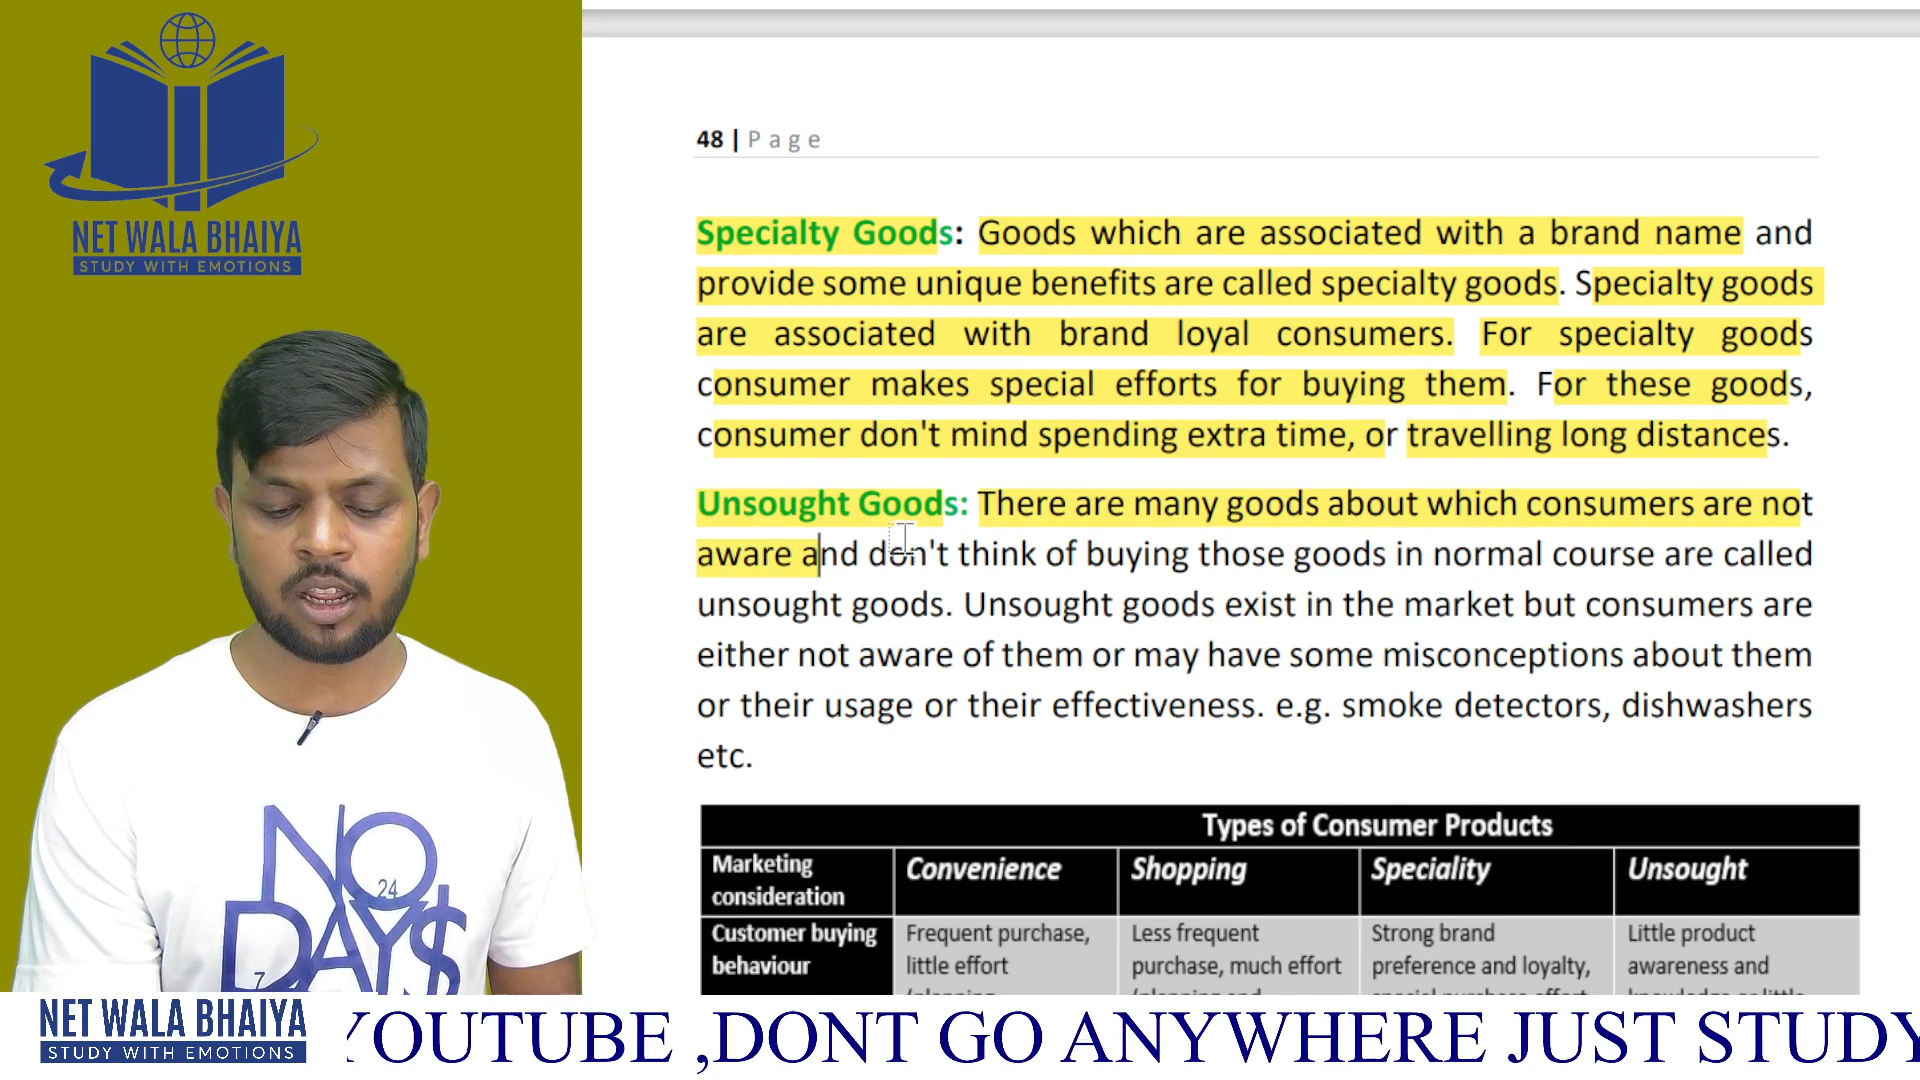 NET WALA BHAIYA
STUDY WITH EMOTIONS
NO
24
DAY$
7
48 | Page
Specialty Goods: Goods which are associated with a brand name and
provide some unique benefits are called specialty goods. Specialty goods
are associated with brand loyal consumers. For specialty goods
consumer makes special efforts for buying them. For these goods,
consumer don't mind spending extra time, or travelling long distances.
Unsought Goods: There are many goods about which consumers are not
aware and don't think of buying those goods in normal course are called
unsought goods. Unsought goods exist in the market but consumers are
either not aware of them or may have some misconceptions about them
or their usage or their effectiveness. e.g. smoke detectors, dishwashers
etc.
Types of Consumer Products
Marketing consideration Convenience Shopping Speciality Unsought
Customer buying Frequent purchase, Less frequent Strong brand Little product
behaviour little effort purchase, much effort preference and loyalty, awareness and
NET WALA BHAIYA
STUDY WITH EMOTIONS
YOUTUBE ,DONT GO ANYWHERE JUST STUDY